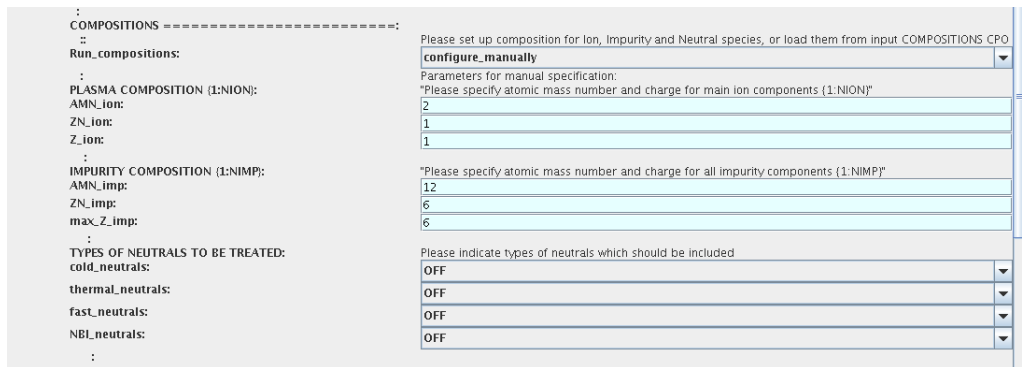 :
COMPOSITIONS =========================:
::
Please set up composition for Ion, Impurity and Neutral species, or load them from input COMPOSITIONS CPO
Run_compositions:
configure_manually
:
Parameters for manual specification:
PLASMA COMPOSITION {1:NION}:
"Please specify atomic mass number and charge for main ion components {1:NION}"
AMN_ion:
2
ZN_ion:
1
Z_ion:
1
:
IMPURITY COMPOSITION {1:NIMP}:
"Please specify atomic mass number and charge for all impurity components {1:NIMP}"
AMN_imp:
12
ZN_imp:
6
max_Z_imp:
6
:
TYPES OF NEUTRALS TO BE TREATED:
Please indicate types of neutrals which should be included
cold_neutrals:
OFF
thermal_neutrals:
OFF
fast_neutrals:
OFF
NBI_neutrals:
OFF
: